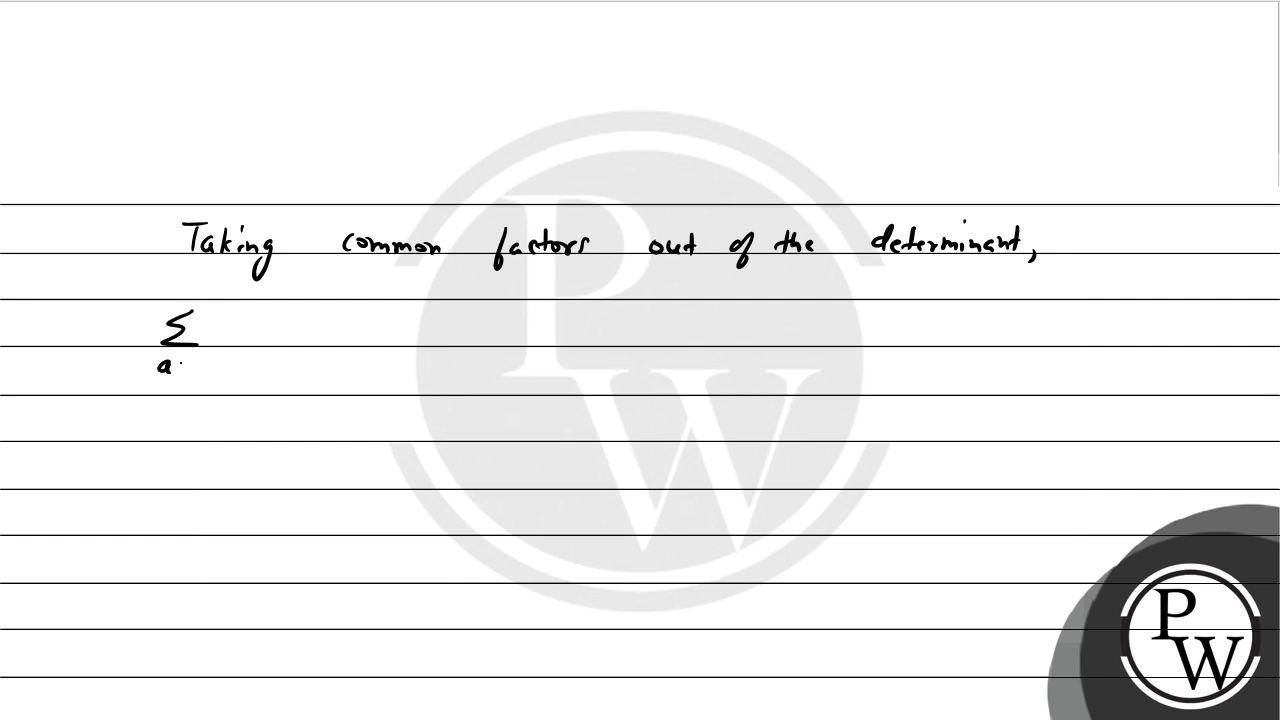 Taking common factors out of the determinant,
Σ
a
P
W
P
W